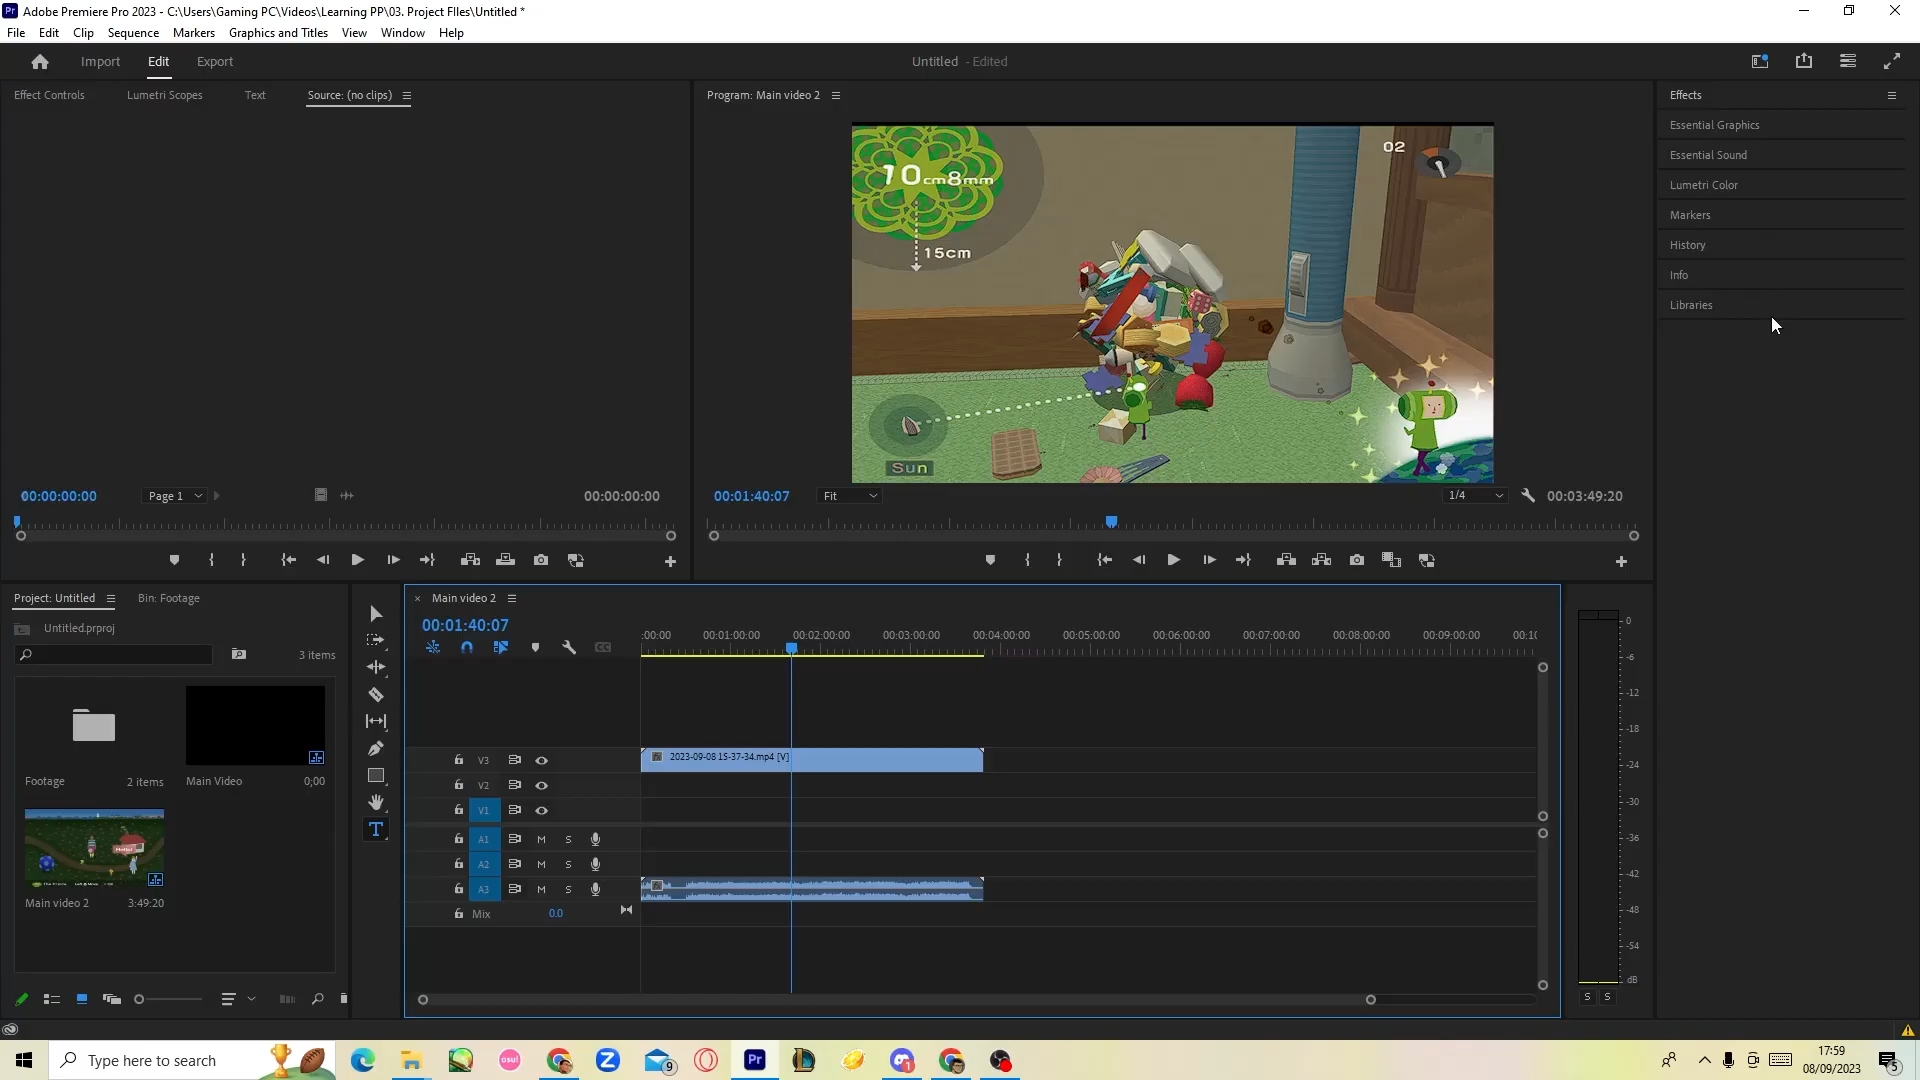 Pr Adobe Premiere Pro 2023 - C:\Users\Gaming PC\Videos\Learning PP\03. Project FIles\Untitled *
File Edit Clip Sequence Markers Graphics and Titles View Window Help
Import Edit Export
Untitled - Edited
Effect Controls Lumetri Scopes Text Source: (no clips)
Program: Main video 2
Effects
Essential Graphics
Essential Sound
Lumetri Color
Markers
History
Info
Libraries
10cm8mm
15cm
02
Sun
00:00:00:00 Page 1 00:00:00:00
00:01:40:07 Fit 1/4 00:03:49:20
Project: Untitled Bin: Footage
Untitled.prproj
3 items
Footage 2 items
Main Video 0;00
Main video 2 3:49:20
× Main video 2
00:01:40:07
:00:00 00:01:00:00 00:02:00:00 00:03:00:00 00:04:00:00 00:05:00:00 00:06:00:00 00:07:00:00 00:08:00:00 00:09:00:00 00:10
V3 2023-09-08 15-37-34.mp4 [V]
V2
V1
A1 M S
A2 M S
A3 M S
Mix 0.0
0
-6
-12
-18
-24
-30
-36
-42
-48
-54
dB
S S
Type here to search
osu!
Z
9
Pr
1
17:59
08/09/2023
5